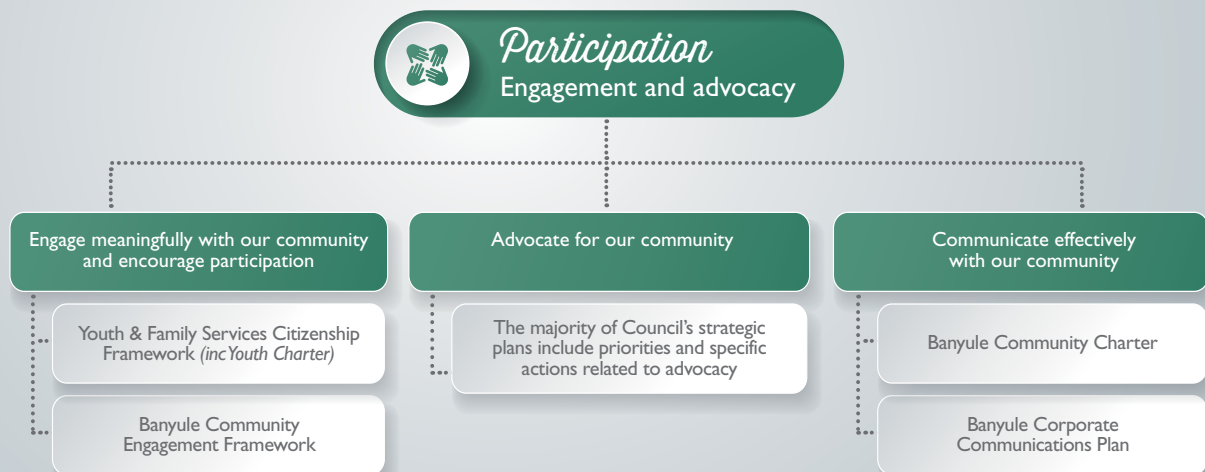 Participation
Engagement and advocacy
Engage meaningfully with our community
and encourage participation
Youth & Family Services Citizenship
Framework (inc Youth Charter)
Banyule Community
Engagement Framework
Advocate for our community
The majority of Council's strategic
plans include priorities and specific
actions related to advocacy
Communicate effectively
with our community
Banyule Community Charter
Banyule Corporate
Communications Plan